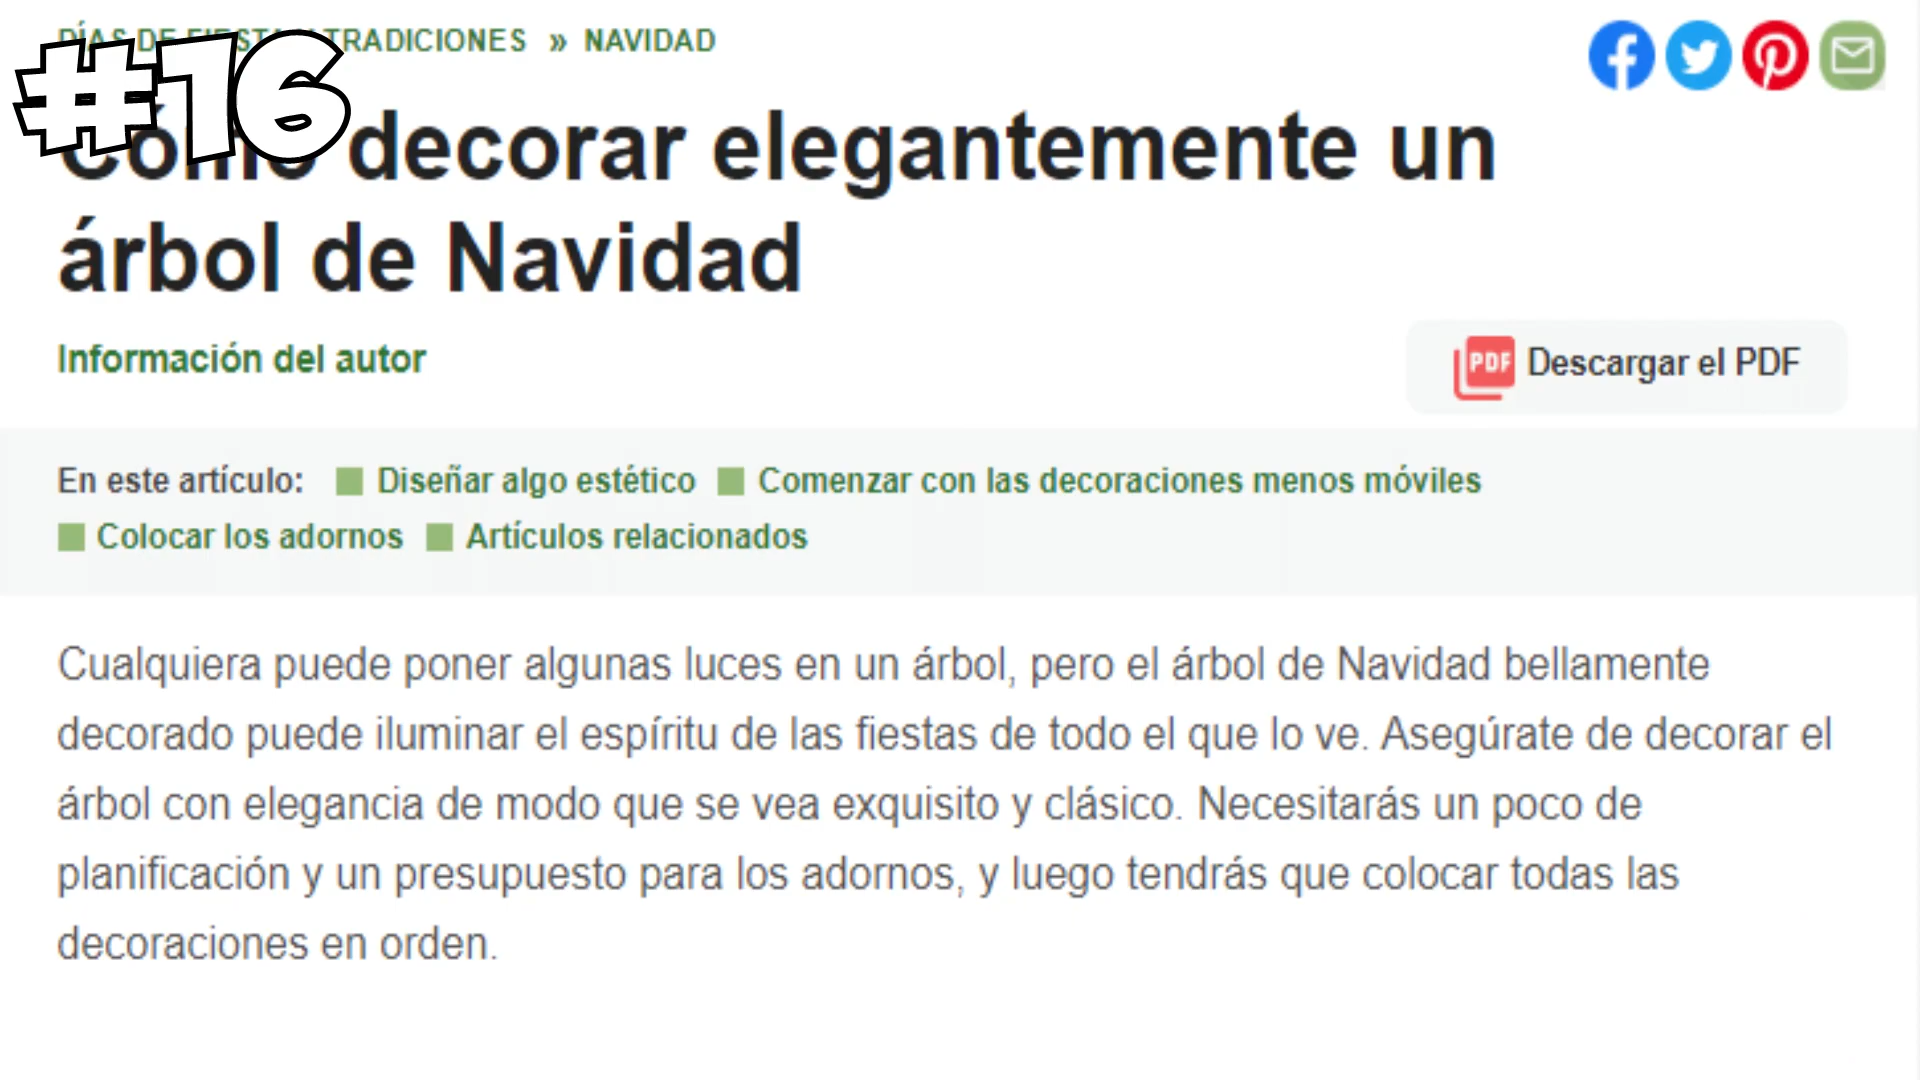 DÍAS DE FIESTA Y TRADICIONES » NAVIDAD
#16
Cómo decorar elegantemente un
árbol de Navidad
Información del autor
PDF Descargar el PDF
En este artículo: Diseñar algo estético Comenzar con las decoraciones menos móviles
Colocar los adornos Artículos relacionados
Cualquiera puede poner algunas luces en un árbol, pero el árbol de Navidad bellamente
decorado puede iluminar el espíritu de las fiestas de todo el que lo ve. Asegúrate de decorar el
árbol con elegancia de modo que se vea exquisito y clásico. Necesitarás un poco de
planificación y un presupuesto para los adornos, y luego tendrás que colocar todas las
decoraciones en orden.